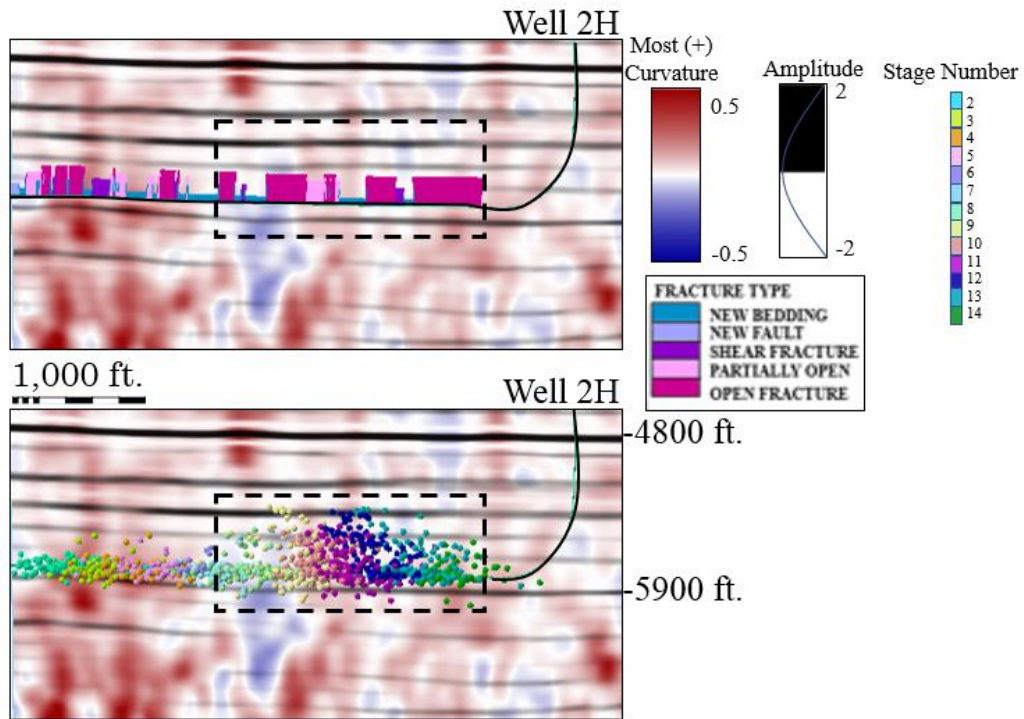 Well 2H
Most (+)
Curvature
0.5
-0.5
Amplitude
2
-2
Stage Number
2
3
4
5
6
7
8
9
10
11
12
13
14
FRACTURE TYPE
NEW BEDDING
NEW FAULT
SHEAR FRACTURE
PARTIALLY OPEN
OPEN FRACTURE
1,000 ft.
Well 2H
-4800 ft.
-5900 ft.